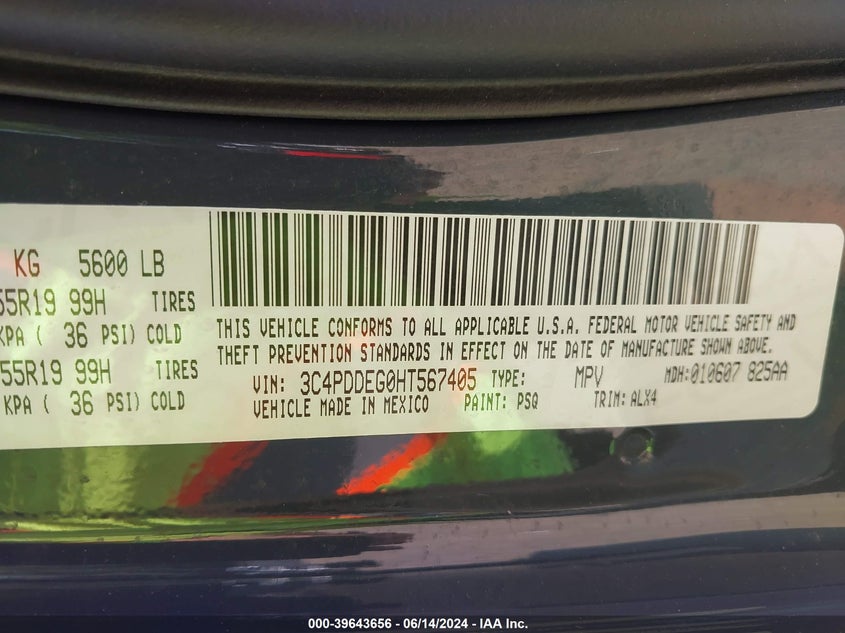 KG 5600 LB
55R19 99H TIRES
KPA ( 36 PSI) COLD
55R19 99H TIRES
KPA ( 36 PSI) COLD
THIS VEHICLE CONFORMS TO ALL APPLICABLE U.S.A. FEDERAL MOTOR VEHICLE SAFETY AND
THEFT PREVENTION STANDARDS IN EFFECT ON THE DATE OF MANUFACTURE SHOWN ABOVE.
VIN: 3C4PDDEG0HT567405 TYPE: MPV MDH:010607 825AA
VEHICLE MADE IN MEXICO PAINT: PSQ TRIM: ALX4
000-39643656 - 06/14/2024 - IAA Inc.